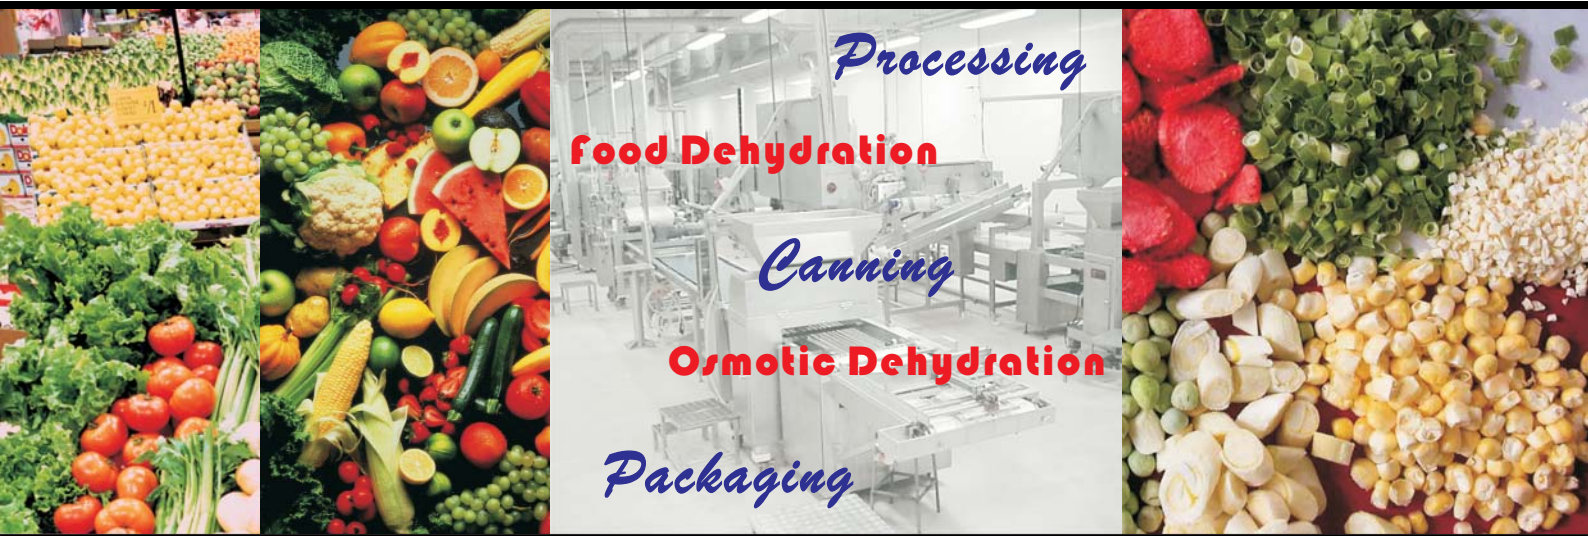 Processing
Food Dehydration
Canning
Osmotic Dehydration
Packaging